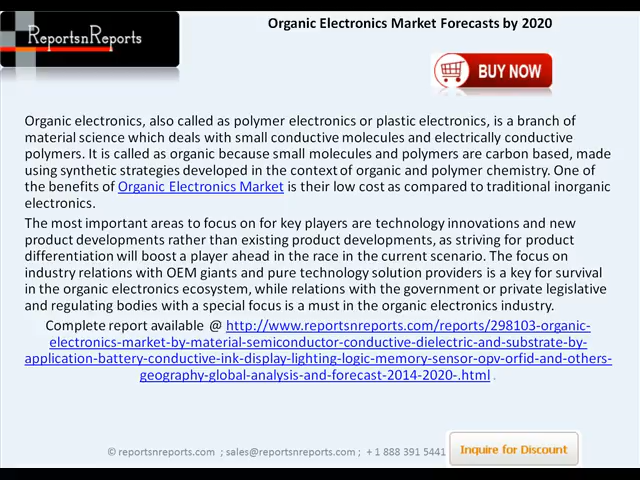 Organic Electronics Market Forecasts by 2020
ReportsnReports
BUY NOW
Organic electronics, also called as polymer electronics or plastic electronics, is a branch of
material science which deals with small conductive molecules and electrically conductive
polymers. It is called as organic because small molecules and polymers are carbon based, made
using synthetic strategies developed in the context of organic and polymer chemistry. One of
the benefits of Organic Electronics Market is their low cost as compared to traditional inorganic
electronics.
The most important areas to focus on for key players are technology innovations and new
product developments rather than existing product developments, as striving for product
differentiation will boost a player ahead in the race in the current scenario. The focus on
industry relations with OEM giants and pure technology solution providers is a key for survival
in the organic electronics ecosystem, while relations with the government or private legislative
and regulating bodies with a special focus is a must in the organic electronics industry.
Complete report available @ http://www.reportsnreports.com/reports/298103-organic-
electronics-market-by-material-semiconductor-conductive-dielectric-and-substrate-by-
application-battery-conductive-ink-display-lighting-logic-memory-sensor-opv-orfid-and-others-
geography-global-analysis-and-forecast-2014-2020-.html .
© reportsnreports.com ; sales@reportsnreports.com ; + 1 888 391 5441
Inquire for Discount